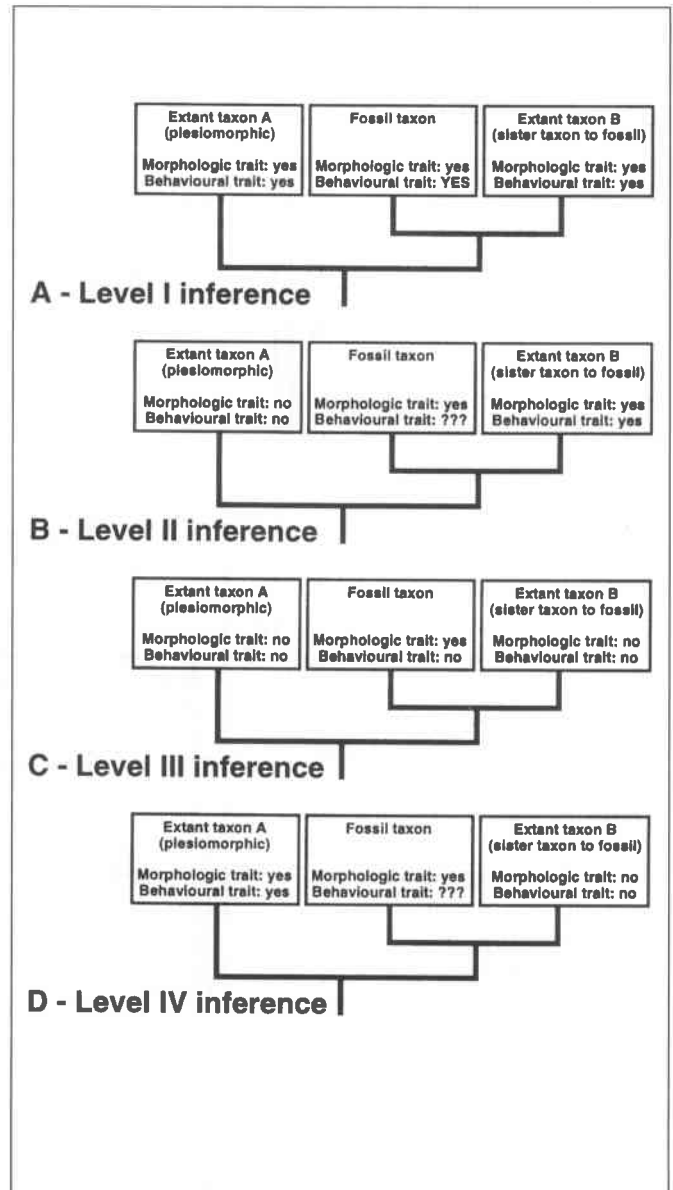 Extant taxon A
(plesiomorphic)
Morphologic trait: yes
Behavioural trait: yes
Fossil taxon
Morphologic trait: yes
Behavioural trait: YES
Extant taxon B
(sister taxon to fossil)
Morphologic trait: yes
Behavioural trait: yes
A - Level I inference
Extant taxon A
(plesiomorphic)
Morphologic trait: no
Behavioural trait: no
Fossil taxon
Morphologic trait: yes
Behavioural trait: ???
Extant taxon B
(sister taxon to fossil)
Morphologic trait: yes
Behavioural trait: yes
B - Level II inference
Extant taxon A
(plesiomorphic)
Morphologic trait: no
Behavioural trait: no
Fossil taxon
Morphologic trait: yes
Behavioural trait: no
Extant taxon B
(sister taxon to fossil)
Morphologic trait: no
Behavioural trait: no
C - Level III inference
Extant taxon A
(plesiomorphic)
Morphologic trait: yes
Behavioural trait: yes
Fossil taxon
Morphologic trait: yes
Behavioural trait: ???
Extant taxon B
(sister taxon to fossil)
Morphologic trait: no
Behavioural trait: no
D - Level IV inference